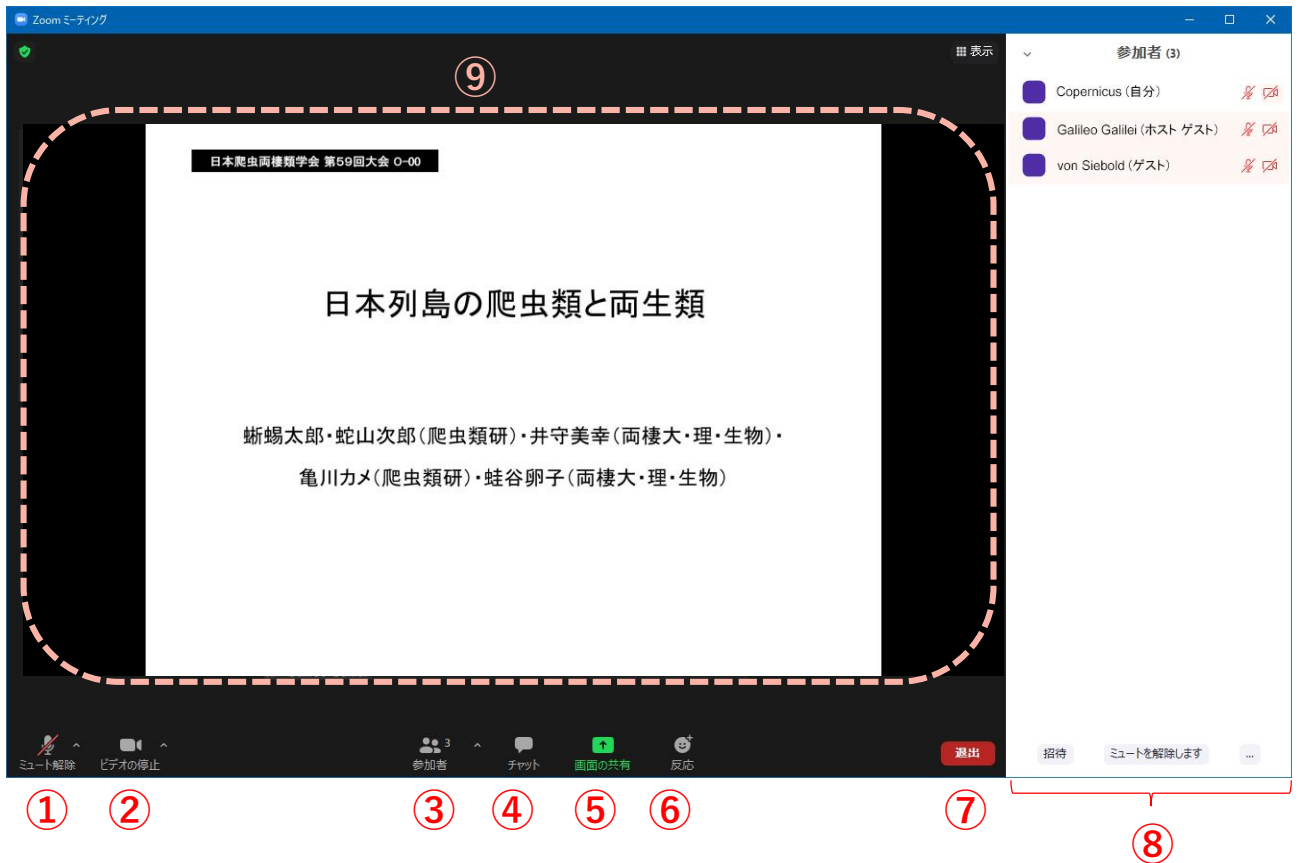 Zoom ミーティング
表示
⑨
日本爬虫両棲類学会 第59回大会 O-00
日本列島の爬虫類と両生類
蜥蜴太郎・蛇山次郎(爬虫類研)・井守美幸(両棲大・理・生物)・
亀川カメ(爬虫類研)・蛙谷卵子(両棲大・理・生物)
参加者 (3)
Copernicus (自分)
Galileo Galilei (ホスト ゲスト)
von Siebold (ゲスト)
ミュート解除
ビデオの停止
3
参加者
チャット
画面の共有
反応
退出
招待
ミュートを解除します
...
①
②
③
④
⑤
⑥
⑦
⑧